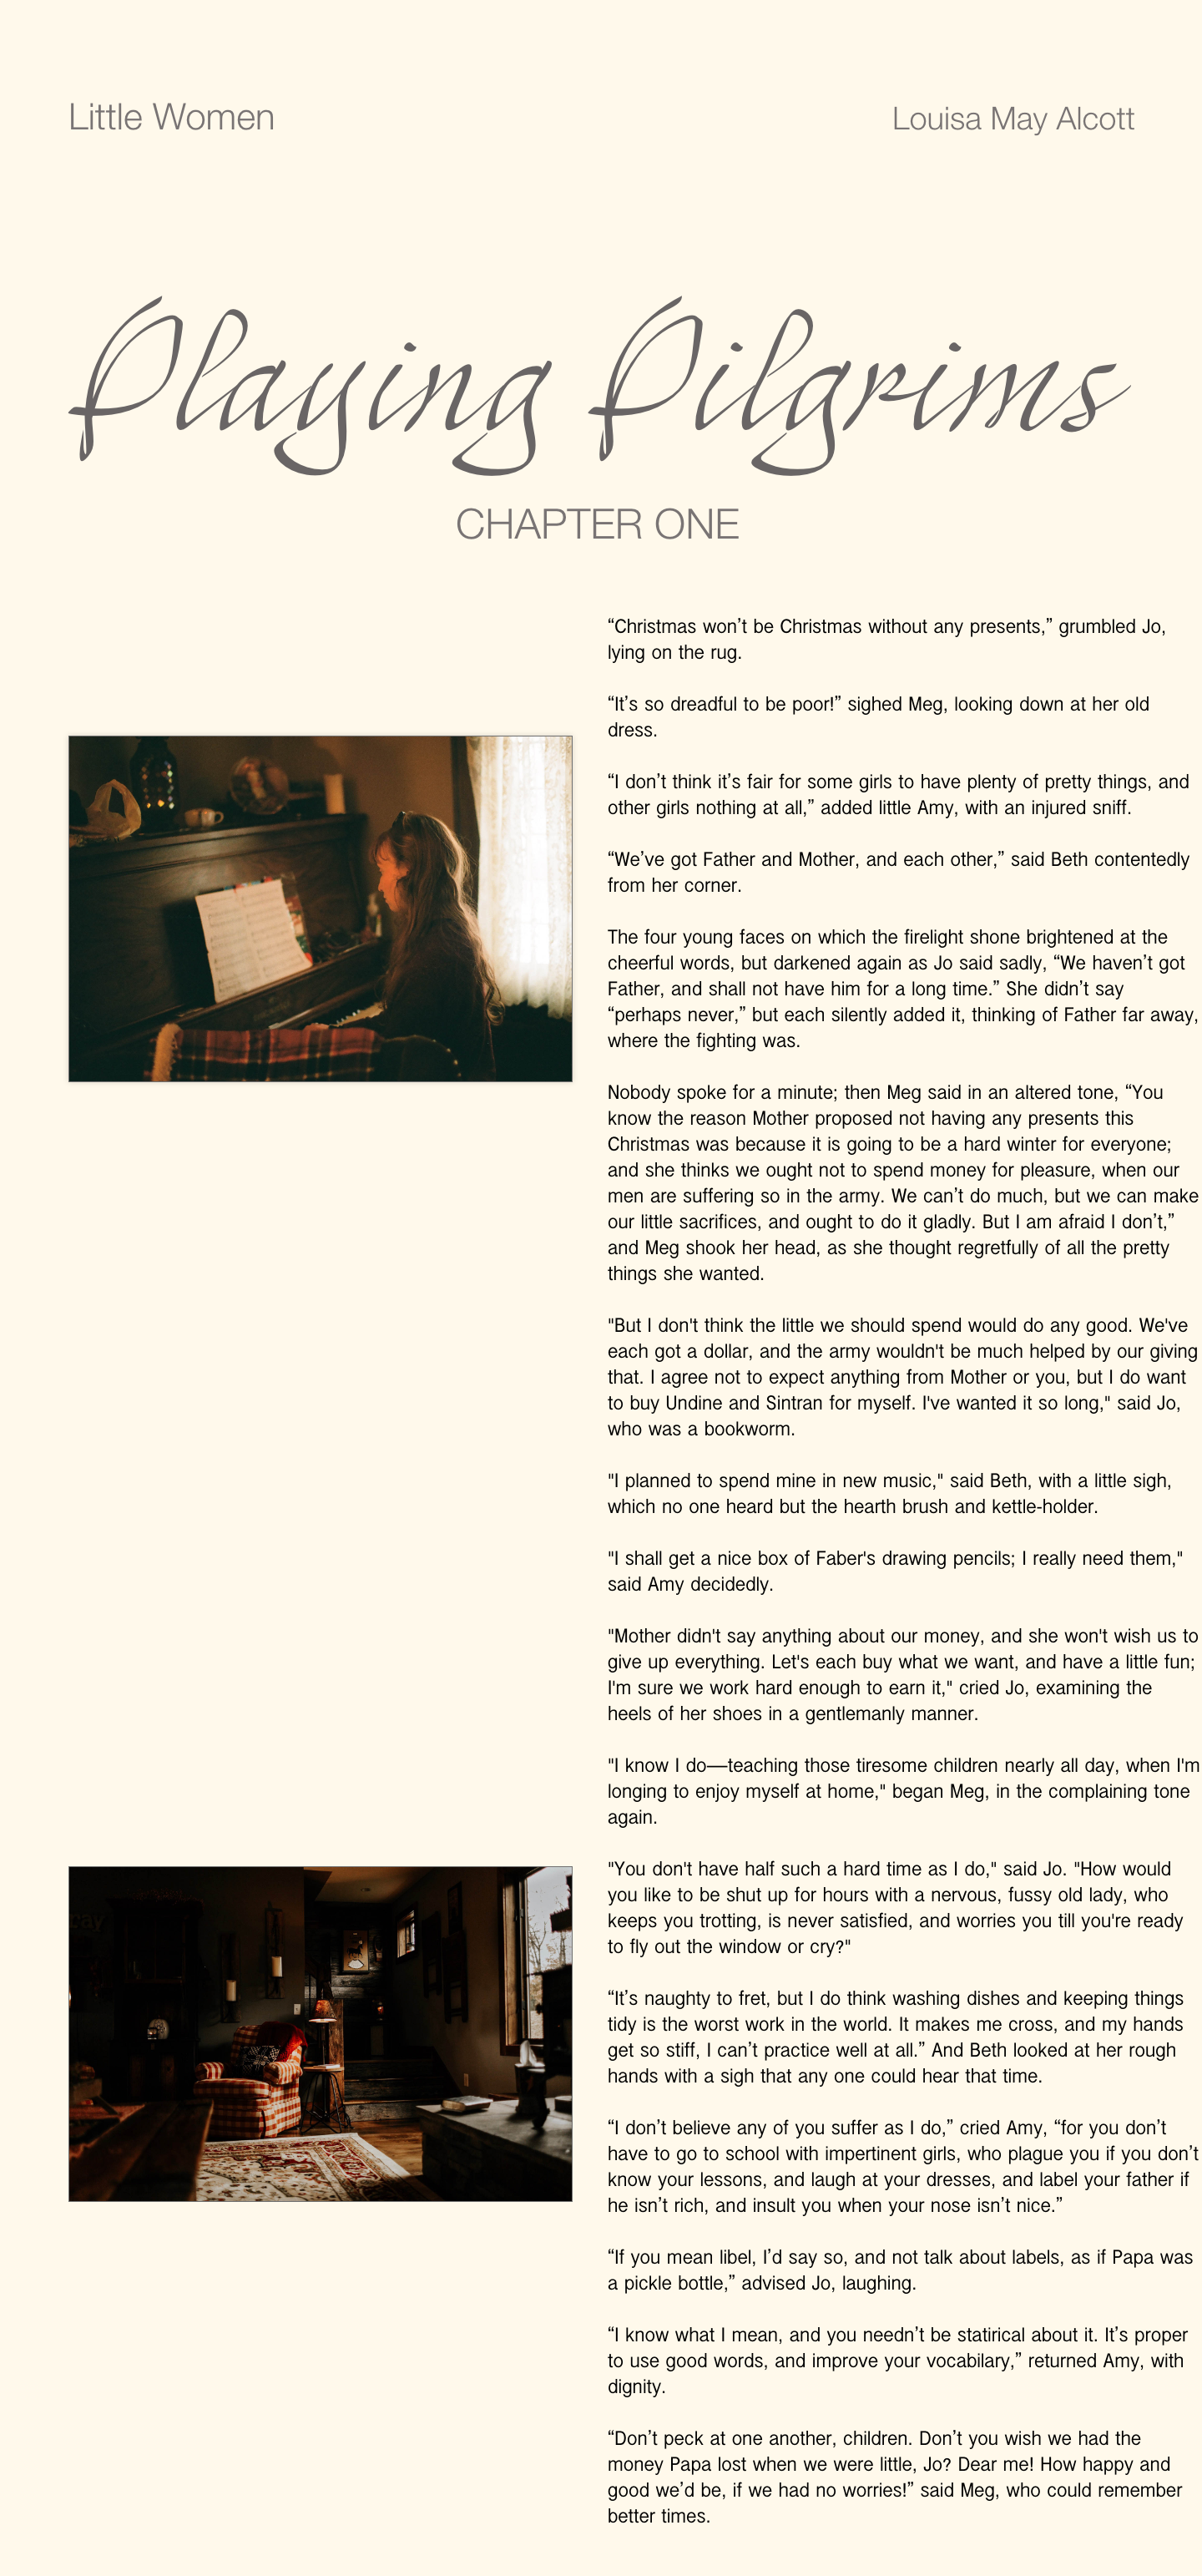 Little Women
Louisa May Alcott
Playing Pilgrims
CHAPTER ONE
“Christmas won’t be Christmas without any presents,” grumbled Jo,
lying on the rug.
“It’s so dreadful to be poor!” sighed Meg, looking down at her old
dress.
“I don’t think it’s fair for some girls to have plenty of pretty things, and
other girls nothing at all,” added little Amy, with an injured sniff.
“We’ve got Father and Mother, and each other,” said Beth contentedly
from her corner.
The four young faces on which the firelight shone brightened at the
cheerful words, but darkened again as Jo said sadly, “We haven’t got
Father, and shall not have him for a long time.” She didn’t say
“perhaps never,” but each silently added it, thinking of Father far away,
where the fighting was.
Nobody spoke for a minute; then Meg said in an altered tone, “You
know the reason Mother proposed not having any presents this
Christmas was because it is going to be a hard winter for everyone;
and she thinks we ought not to spend money for pleasure, when our
men are suffering so in the army. We can’t do much, but we can make
our little sacrifices, and ought to do it gladly. But I am afraid I don’t,”
and Meg shook her head, as she thought regretfully of all the pretty
things she wanted.
"But I don't think the little we should spend would do any good. We've
each got a dollar, and the army wouldn't be much helped by our giving
that. I agree not to expect anything from Mother or you, but I do want
to buy Undine and Sintran for myself. I've wanted it so long," said Jo,
who was a bookworm.
"I planned to spend mine in new music," said Beth, with a little sigh,
which no one heard but the hearth brush and kettle-holder.
"I shall get a nice box of Faber's drawing pencils; I really need them,"
said Amy decidedly.
"Mother didn't say anything about our money, and she won't wish us to
give up everything. Let's each buy what we want, and have a little fun;
I'm sure we work hard enough to earn it," cried Jo, examining the
heels of her shoes in a gentlemanly manner.
"I know I do—teaching those tiresome children nearly all day, when I'm
longing to enjoy myself at home," began Meg, in the complaining tone
again.
"You don't have half such a hard time as I do," said Jo. "How would
you like to be shut up for hours with a nervous, fussy old lady, who
keeps you trotting, is never satisfied, and worries you till you're ready
to fly out the window or cry?"
“It’s naughty to fret, but I do think washing dishes and keeping things
tidy is the worst work in the world. It makes me cross, and my hands
get so stiff, I can’t practice well at all.” And Beth looked at her rough
hands with a sigh that any one could hear that time.
“I don’t believe any of you suffer as I do,” cried Amy, “for you don’t
have to go to school with impertinent girls, who plague you if you don’t
know your lessons, and laugh at your dresses, and label your father if
he isn’t rich, and insult you when your nose isn’t nice.”
“If you mean libel, I’d say so, and not talk about labels, as if Papa was
a pickle bottle,” advised Jo, laughing.
“I know what I mean, and you needn’t be statirical about it. It’s proper
to use good words, and improve your vocabilary,” returned Amy, with
dignity.
“Don’t peck at one another, children. Don’t you wish we had the
money Papa lost when we were little, Jo? Dear me! How happy and
good we’d be, if we had no worries!” said Meg, who could remember
better times.